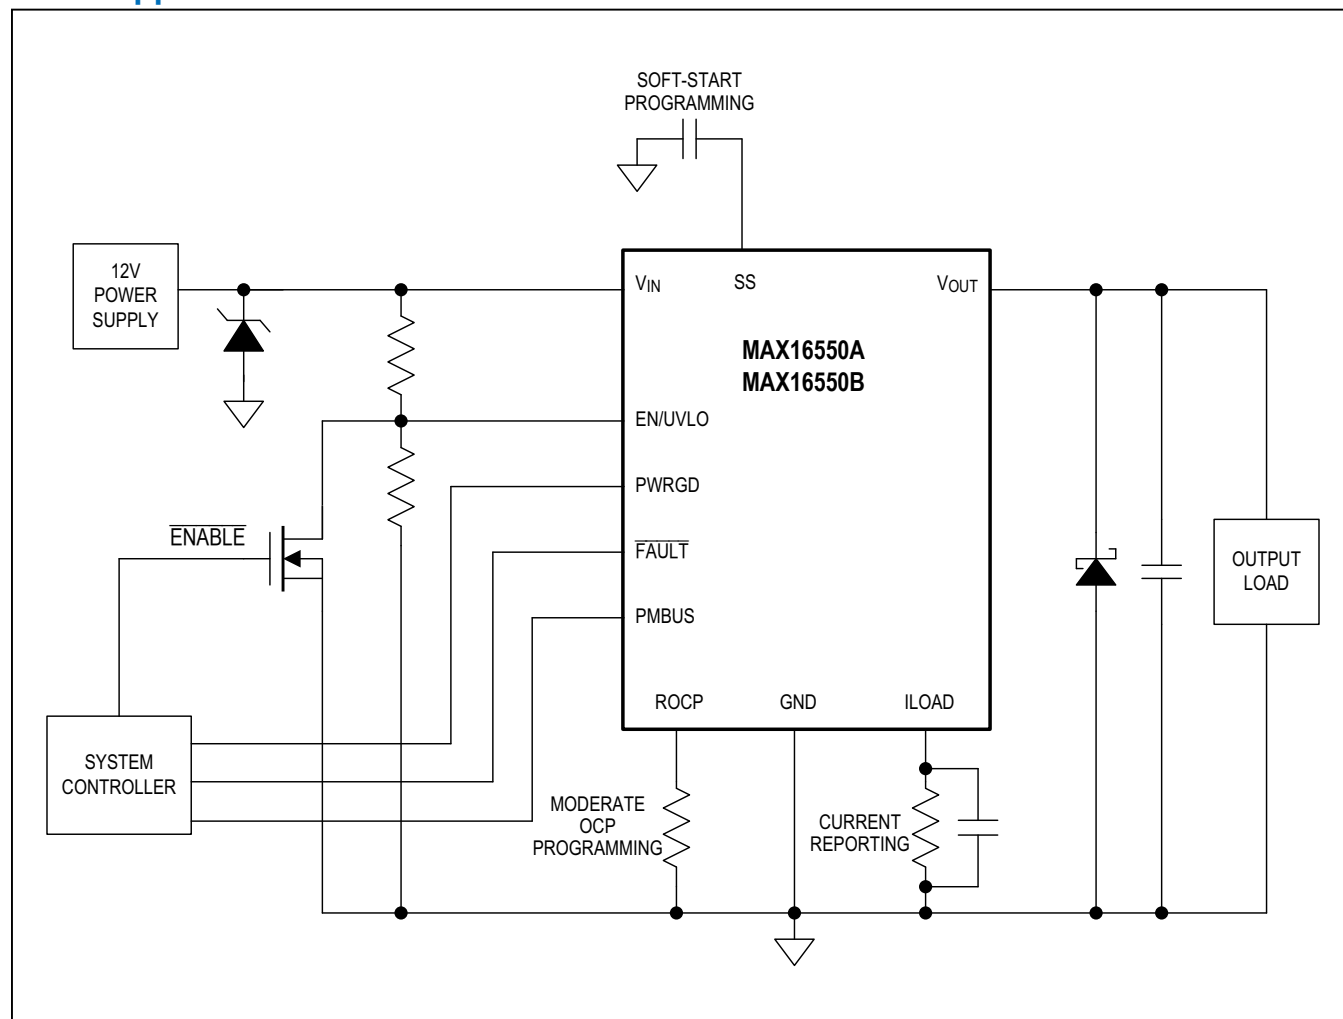 SOFT-START
PROGRAMMING
12V
POWER
SUPPLY
VIN
SS
VOUT
MAX16550A
MAX16550B
EN/UVLO
PWRGD
ENABLE
FAULT
OUTPUT
LOAD
PMBUS
ROCP
GND
ILOAD
SYSTEM
CONTROLLER
MODERATE
OCP
PROGRAMMING
CURRENT
REPORTING